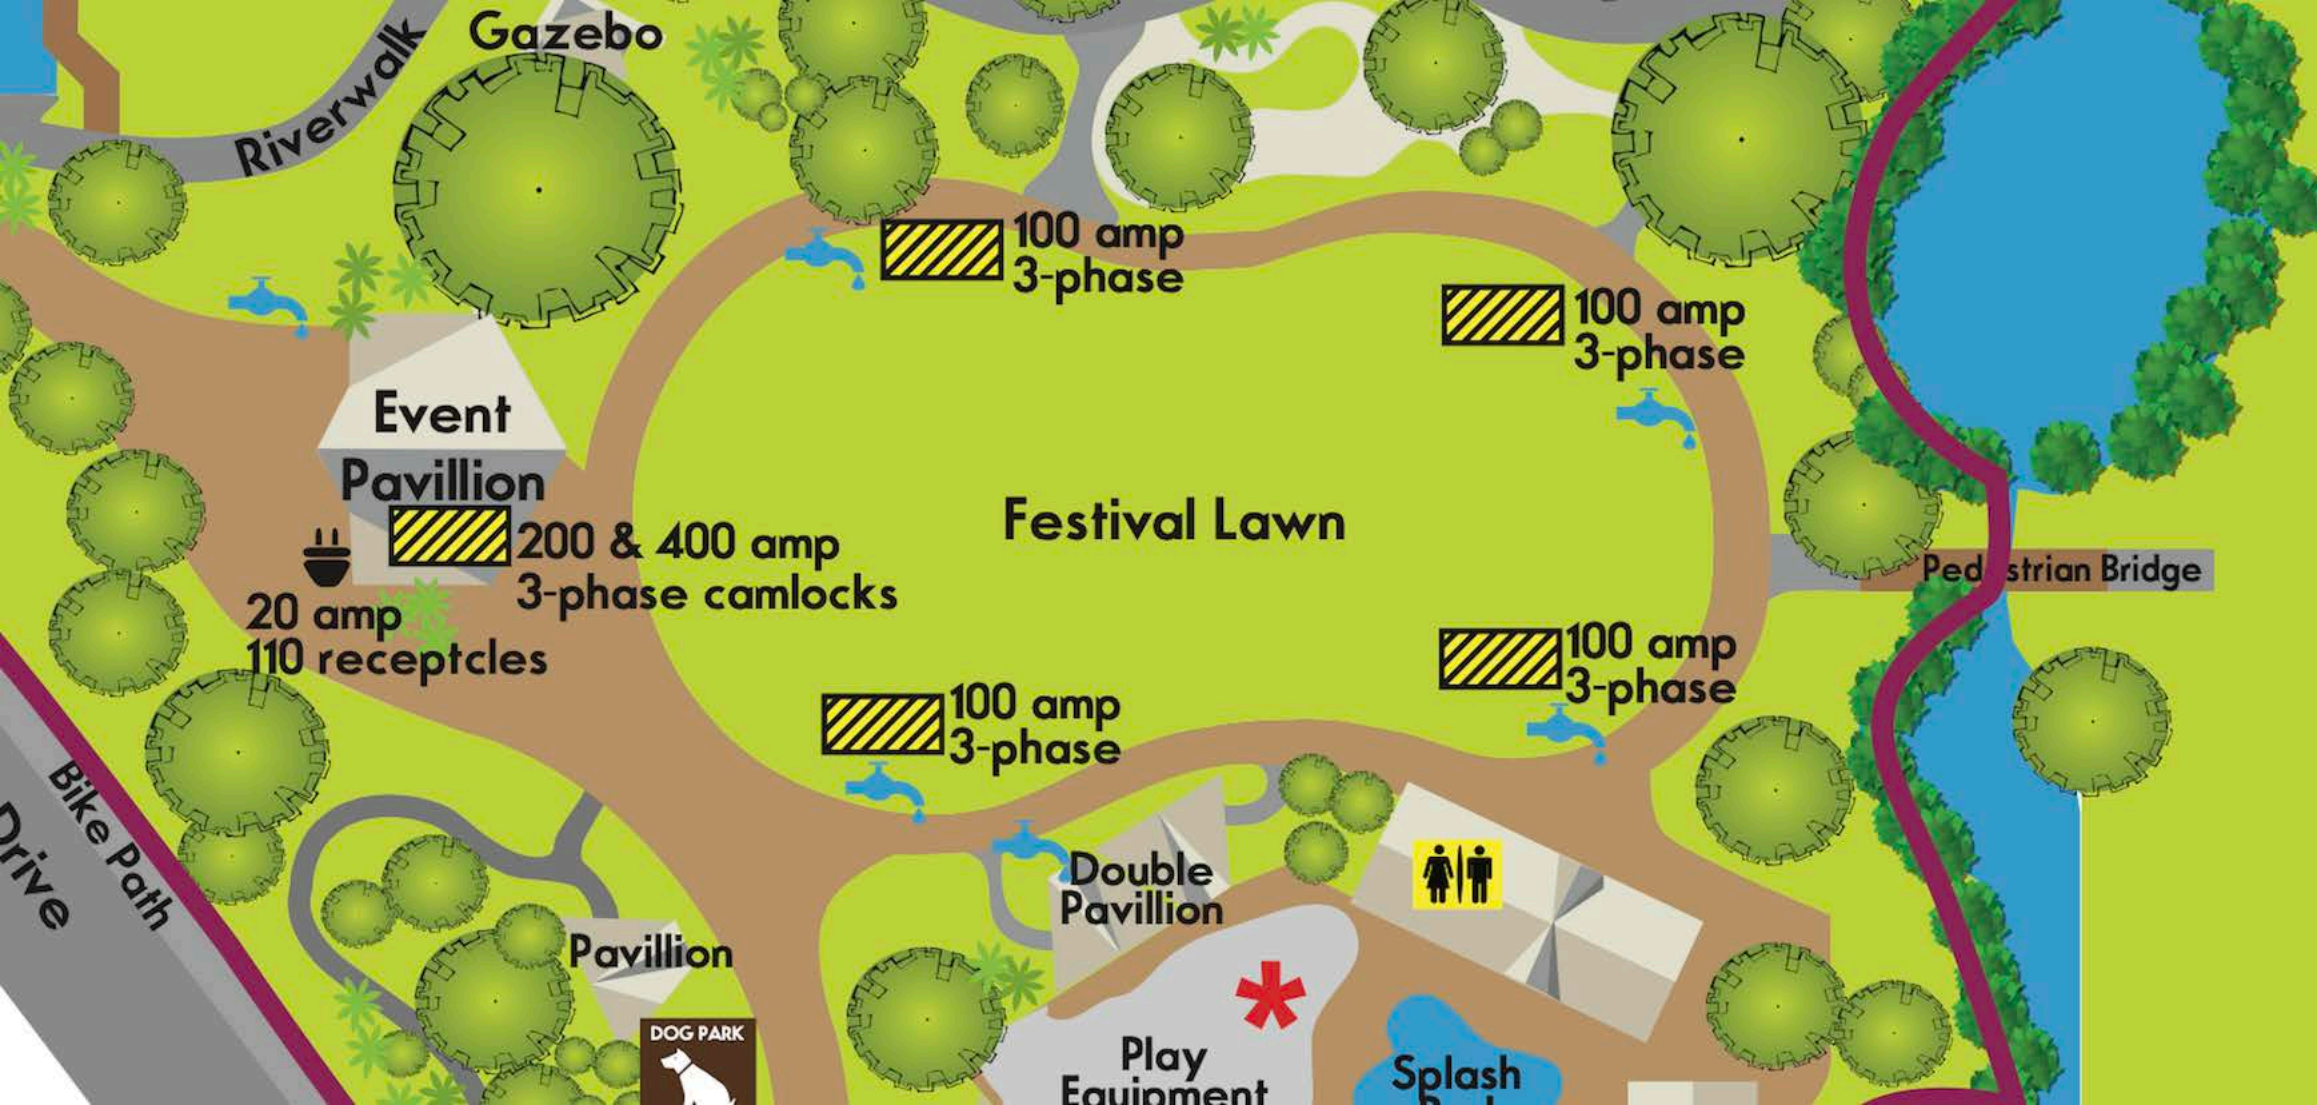 Gazebo
Riverwalk
100 amp
3-phase
100 amp
3-phase
Event
Pavillion
200 & 400 amp
3-phase camlocks
20 amp
110 receptcles
Festival Lawn
Pedestrian Bridge
100 amp
3-phase
100 amp
3-phase
Bike Path
Drive
Double
Pavillion
Pavillion
DOG PARK
Play
Equipment
Splash